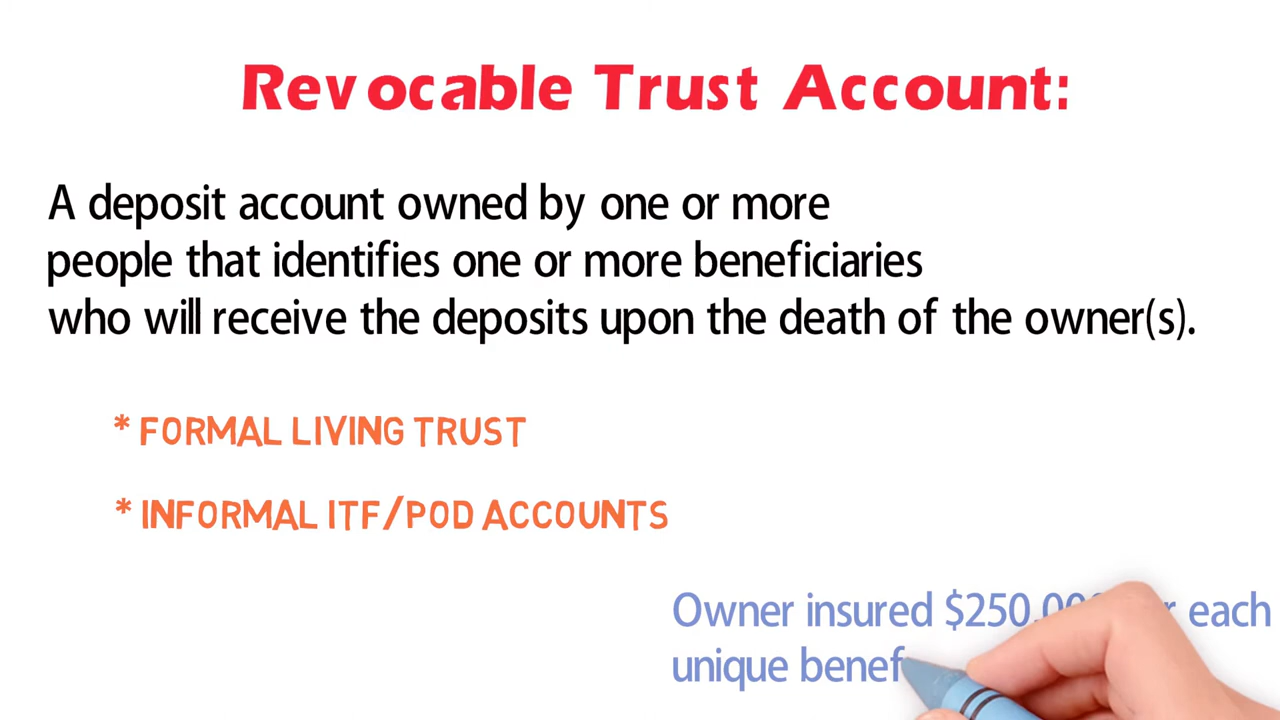 Revocable Trust Account:
A deposit account owned by one or more
people that identifies one or more beneficiaries
who will receive the deposits upon the death of the owner(s).
* FORMAL LIVING TRUST
* INFORMAL ITF/POD ACCOUNTS
Owner insured each
unique